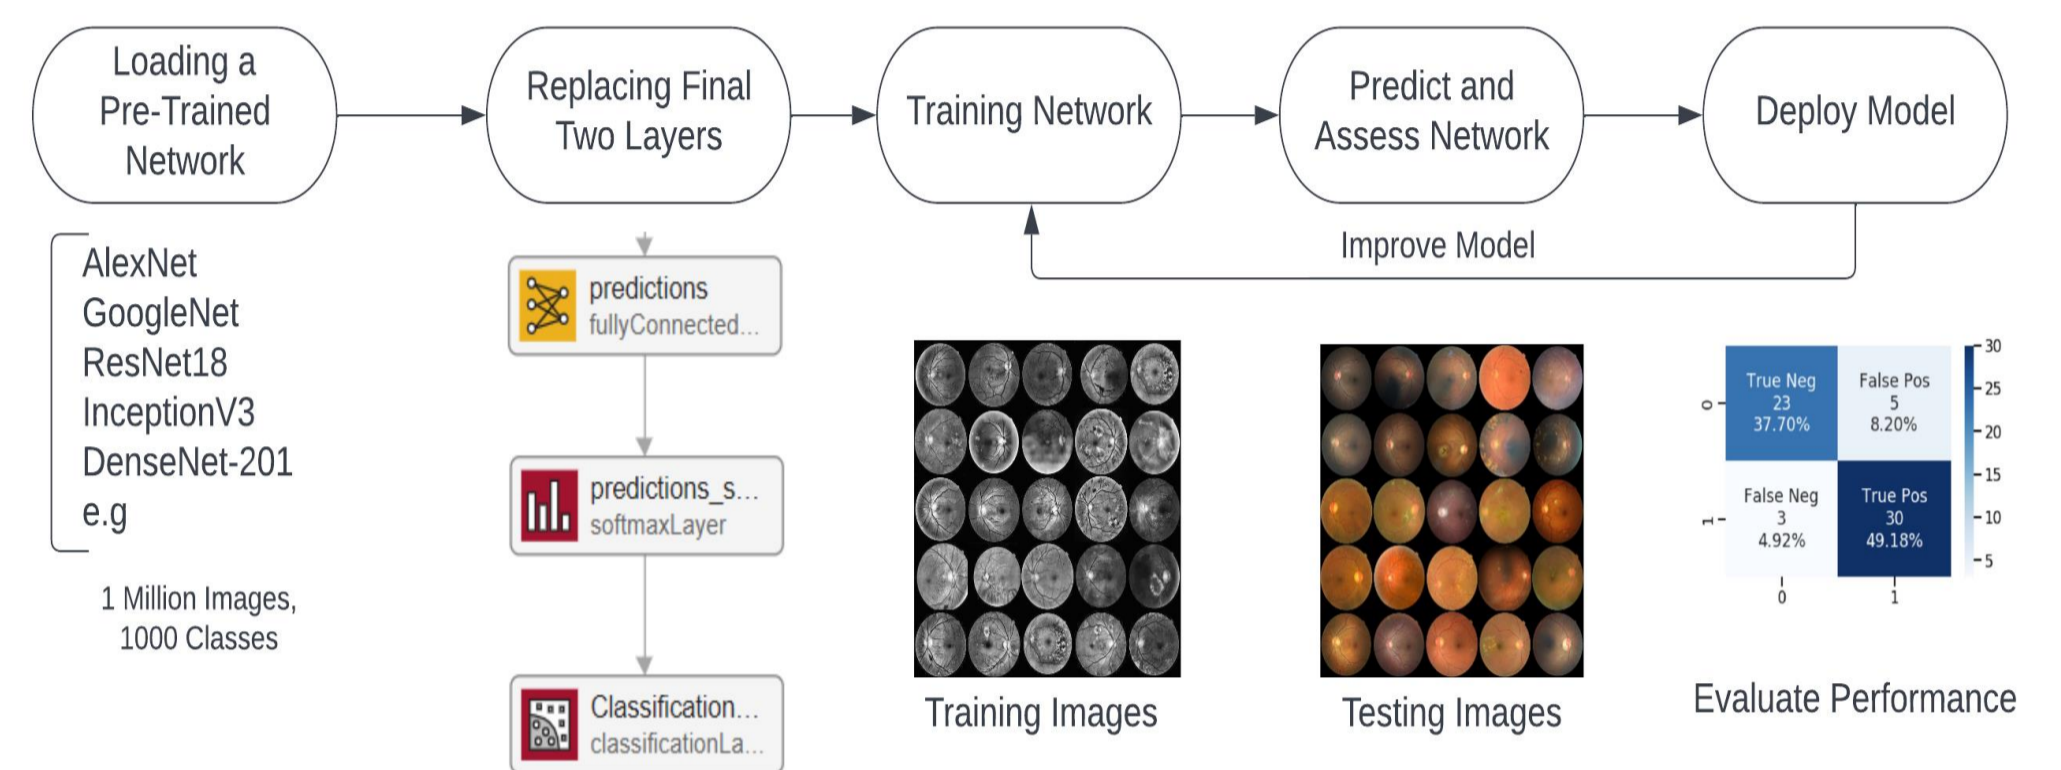 Loading a
Pre-Trained
Network
Replacing Final
Two Layers
Training Network
Predict and
Assess Network
Deploy Model
Improve Model
AlexNet
GoogleNet
ResNet18
InceptionV3
DenseNet-201
e.g
1 Million Images,
1000 Classes
predictions
fullyConnected...
predictions_s...
softmaxLayer
Classification...
classificationLa...
Training Images
Testing Images
True Neg
23
37.70%
False Pos
5
8.20%
False Neg
3
4.92%
True Pos
30
49.18%
0
1
0
1
30
25
20
15
10
5
Evaluate Performance